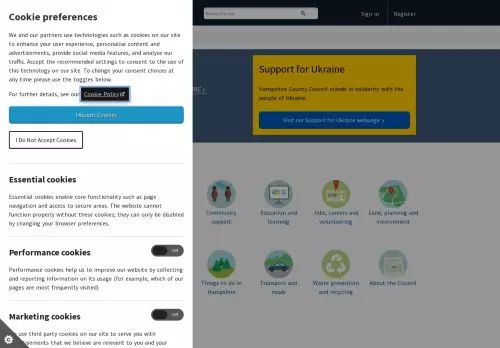 Cookie preferences
We and our partners use technologies such as cookies on our site
to enhance your user experience, personalise content and
advertisements, provide social media features, and analyse our
traffic. Accept the recommended settings to consent to the use of
this technology on our site. To change your consent choices at
any time please use the toggles below.
For further details, see our Cookie Policy
I Accept Cookies
I Do Not Accept Cookies
Essential cookies
Essential cookies enable core functionality such as page
navigation and access to secure areas. The website cannot
function properly without these cookies; they can only be disabled
by changing your browser preferences.
Performance cookies
Off
Performance cookies help us to improve our website by collecting
and reporting information on its usage (for example, which of our
pages are most frequently visited).
Marketing cookies
Off
use third party cookies on our site to serve you with
that we believe are relevant to you and your
Sign in
Register
Support for Ukraine
Hampshire County Council stands in solidarity with the
people of Ukraine.
Visit our Support for Ukraine webpage ›
Community
support
Education and
learning
Jobs, careers and
volunteering
Land, planning and
environment
Things to do in
Hampshire
Transport and
roads
Waste prevention
and recycling
About the Council